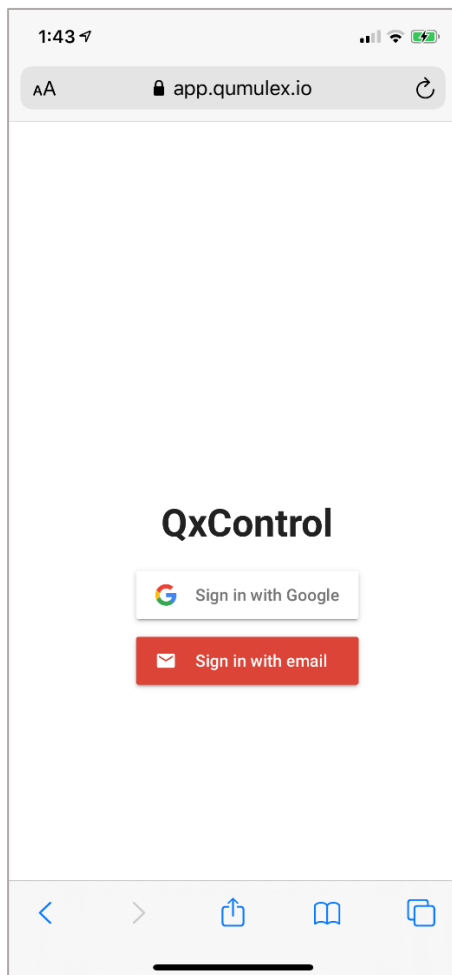 1:43
AA app.qumulex.io
QxControl
Sign in with Google
Sign in with email